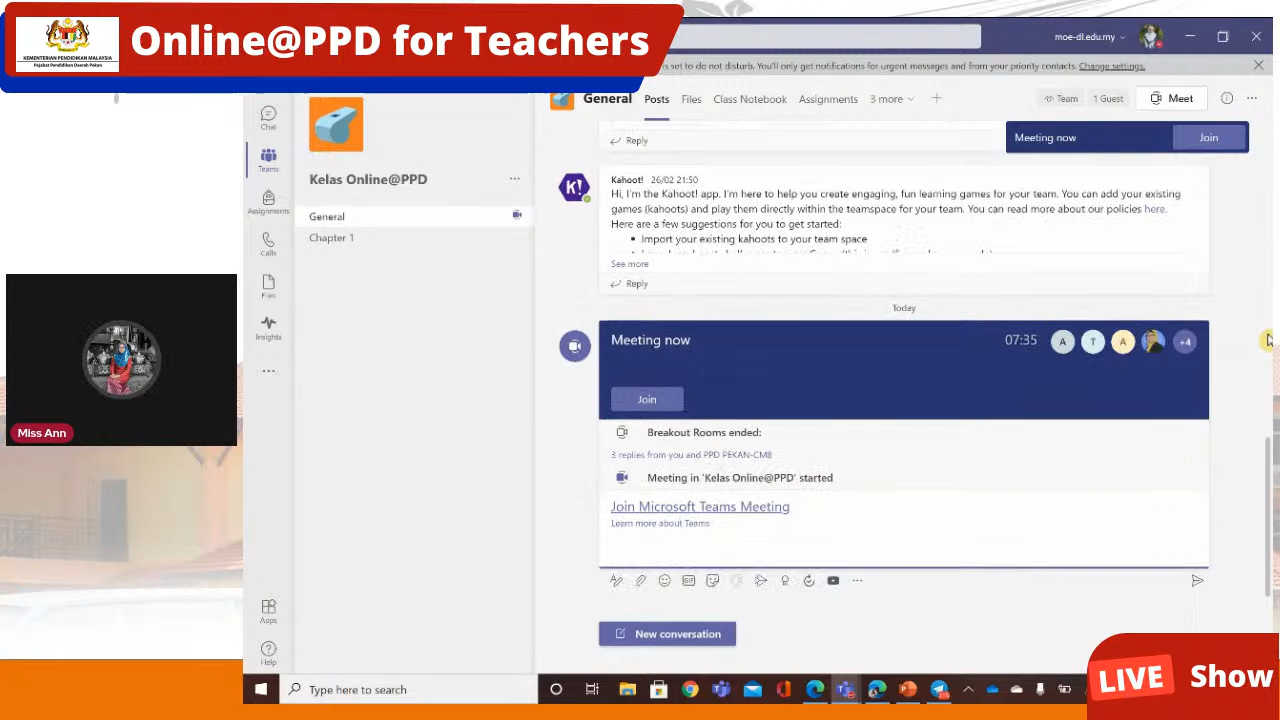 KEMENTERIAN PENDIDIKAN MALAYSIA
Pejabat Pendidikan Daerah Pekan
Online@PPD for Teachers
moe-dl.edu.my
is set to do not disturb. You'll only get notifications for urgent messages and from your priority contacts. Change settings.
Chat
Teams
Assignments
Calls
Files
Insights
Apps
Help
Kelas Online@PPD
General
Chapter 1
General Posts Files Class Notebook Assignments 3 more
Team 1 Guest Meet
Reply
Meeting now Join
K!
Kahoot! 26/02 21:50
Hi, I'm the Kahoot! app. I'm here to help you create engaging, fun learning games for your team. You can add your existing
games (kahoots) and play them directly within the teamspace for your team. You can read more about our policies here.
Here are a few suggestions for you to get started:
Import your existing kahoots to your team space
See more
Reply
Today
Meeting now 07:35 A T A +4
Join
Breakout Rooms ended:
3 replies from you and PPD PEKAN-CM8
Meeting in 'Kelas Online@PPD' started
Join Microsoft Teams Meeting
Learn more about Teams
New conversation
Miss Ann
Type here to search
LIVE Show